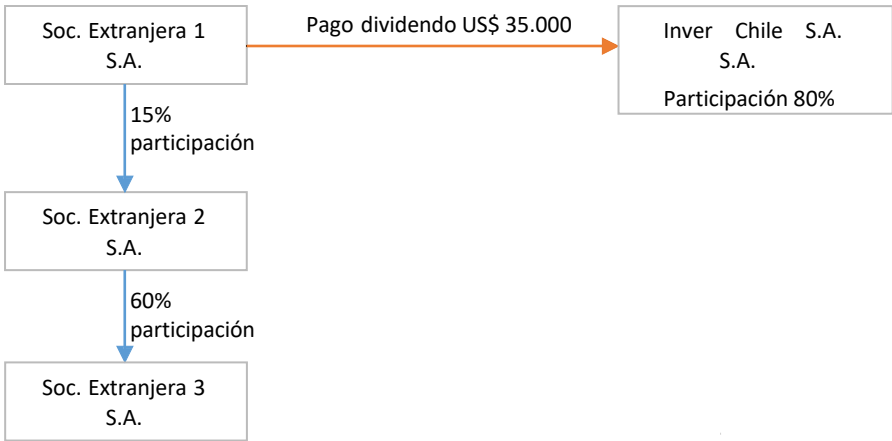 Soc. Extranjera 1
S.A.
Pago dividendo US$ 35.000
Inver Chile S.A.
S.A.
Participación 80%
15%
participación
Soc. Extranjera 2
S.A.
60%
participación
Soc. Extranjera 3
S.A.